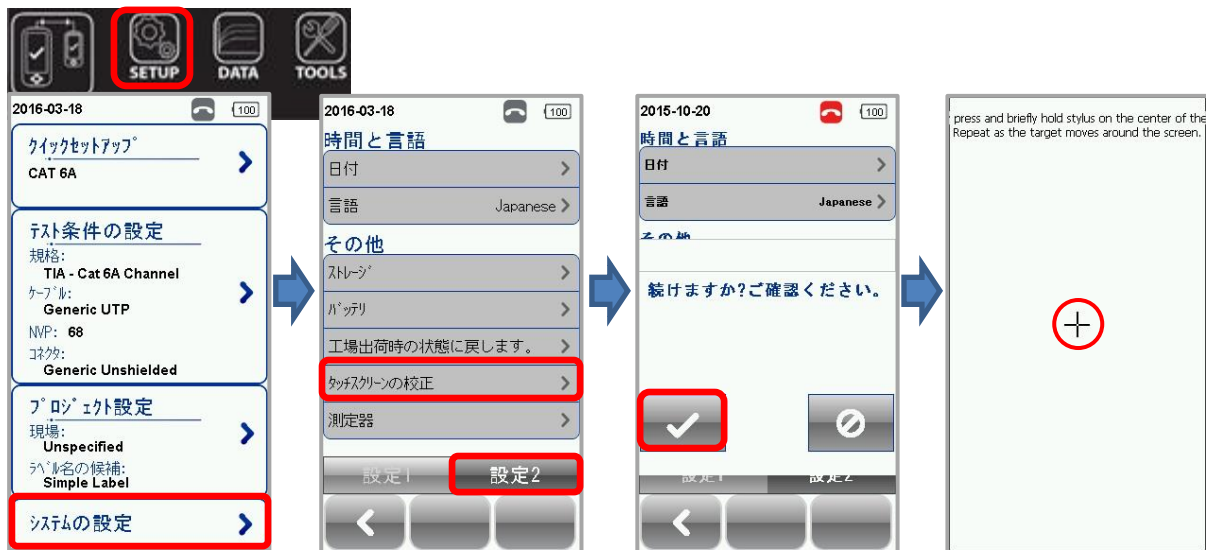 SETUP
DATA
TOOLS
2016-03-18
100
クイックセットアップ
CAT 6A
テスト条件の設定
規格:
TIA - Cat 6A Channel
ケーブル:
Generic UTP
NVP: 68
コネクタ:
Generic Unshielded
プロジェクト設定
現場:
Unspecified
ラベル名の候補:
Simple Label
システムの設定
2016-03-18
100
時間と言語
日付
言語 Japanese
その他
ストレージ
バッテリ
工場出荷時の状態に戻します。
タッチスクリーンの校正
測定器
設定1 設定2
2015-10-20
100
時間と言語
日付
言語 Japanese
その他
続けますか?ご確認ください。
設定1 設定2
press and briefly hold stylus on the center of the
Repeat as the target moves around the screen.